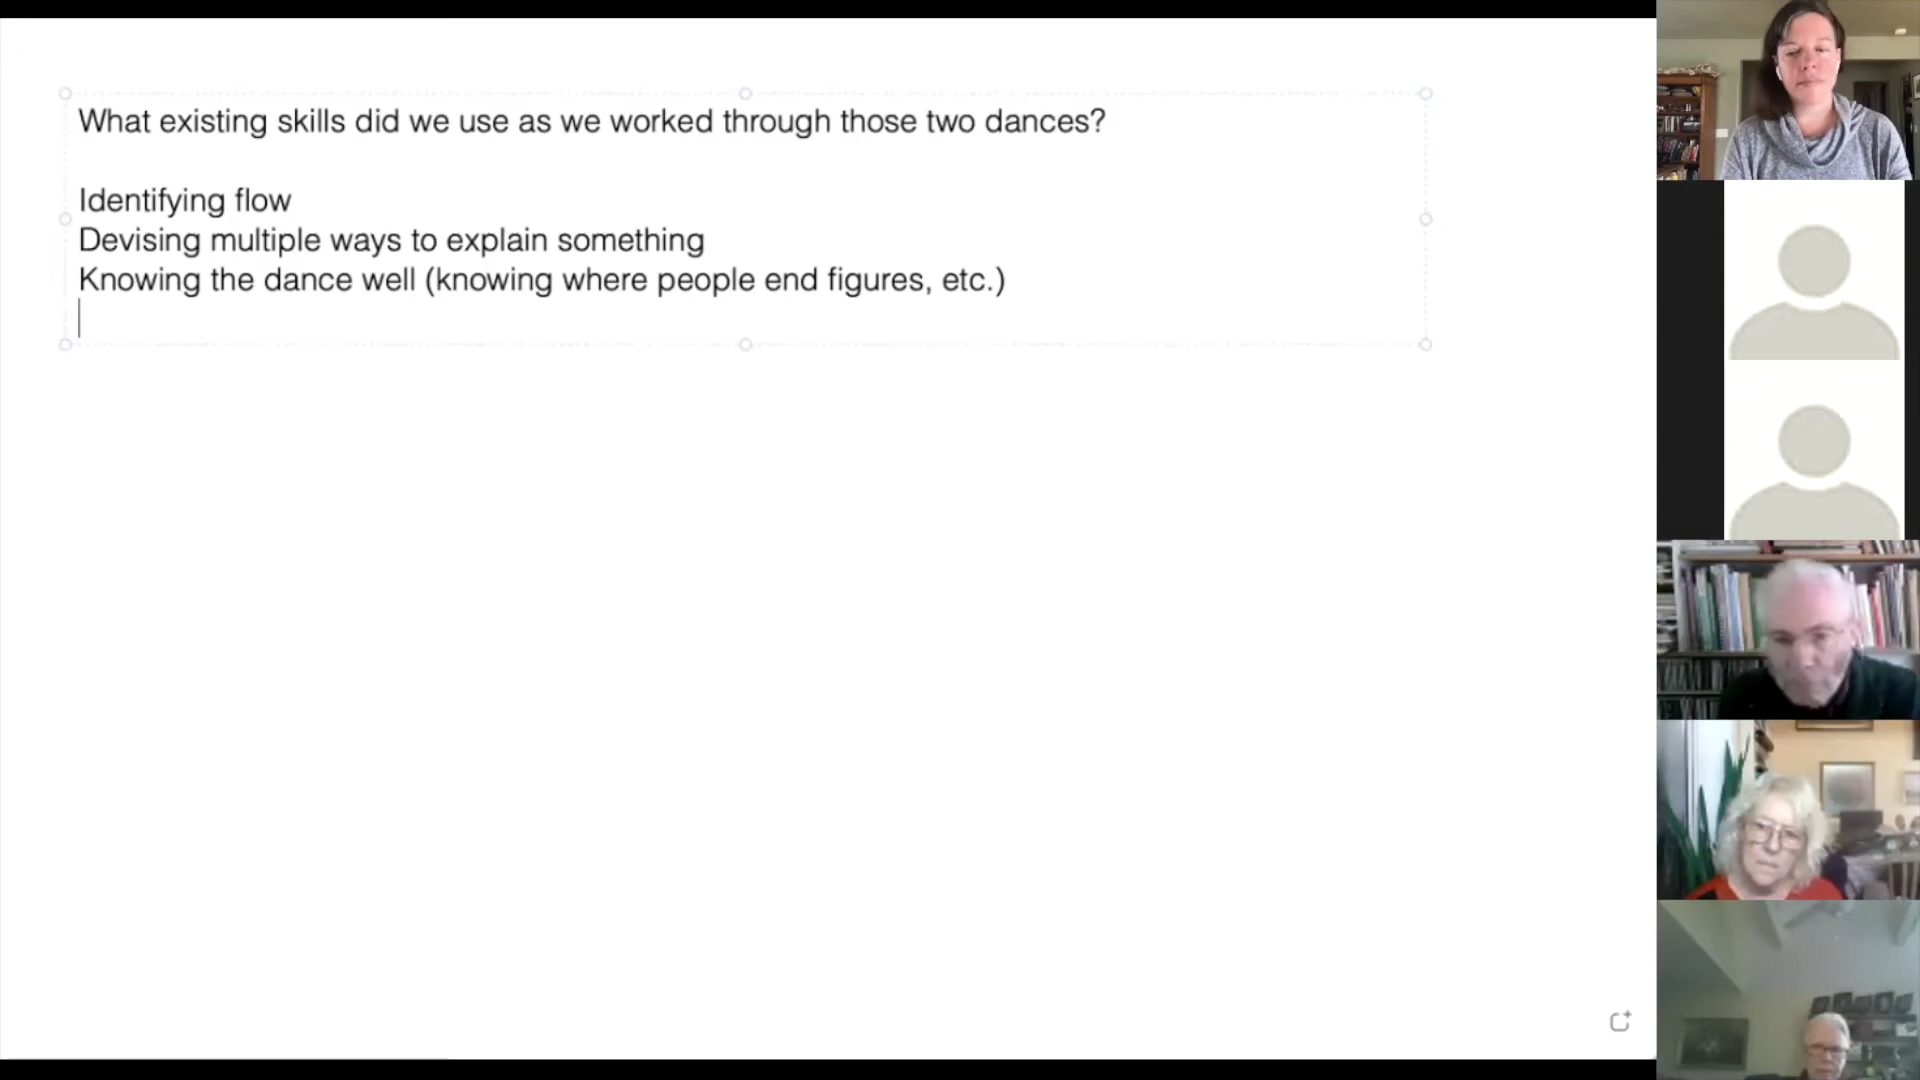 What existing skills did we use as we worked through those two dances?
Identifying flow
Devising multiple ways to explain something
Knowing the dance well (knowing where people end figures, etc.)